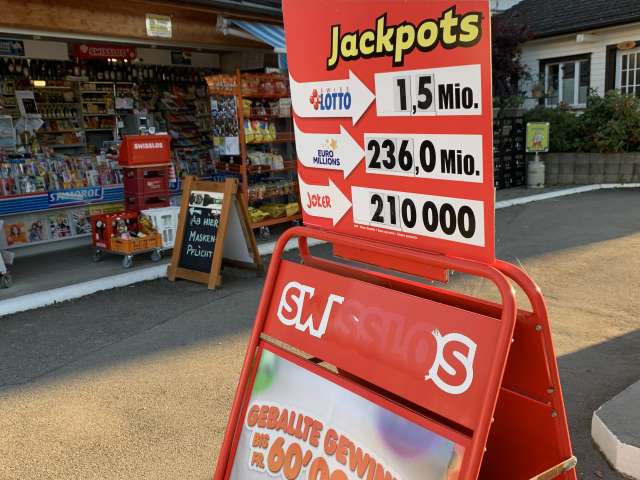 Jackpots
SWISS
LOTTO
1,5 Mio.
EURO
MILLIONS
236,0 Mio.
JOKER
210 000
SWISSLOS
GEBALLTE GEWINN
BIS
FR. 60'00
SWISSLOS
SWISSLOS
Ab HIER
MASKEN-
PFLICHT